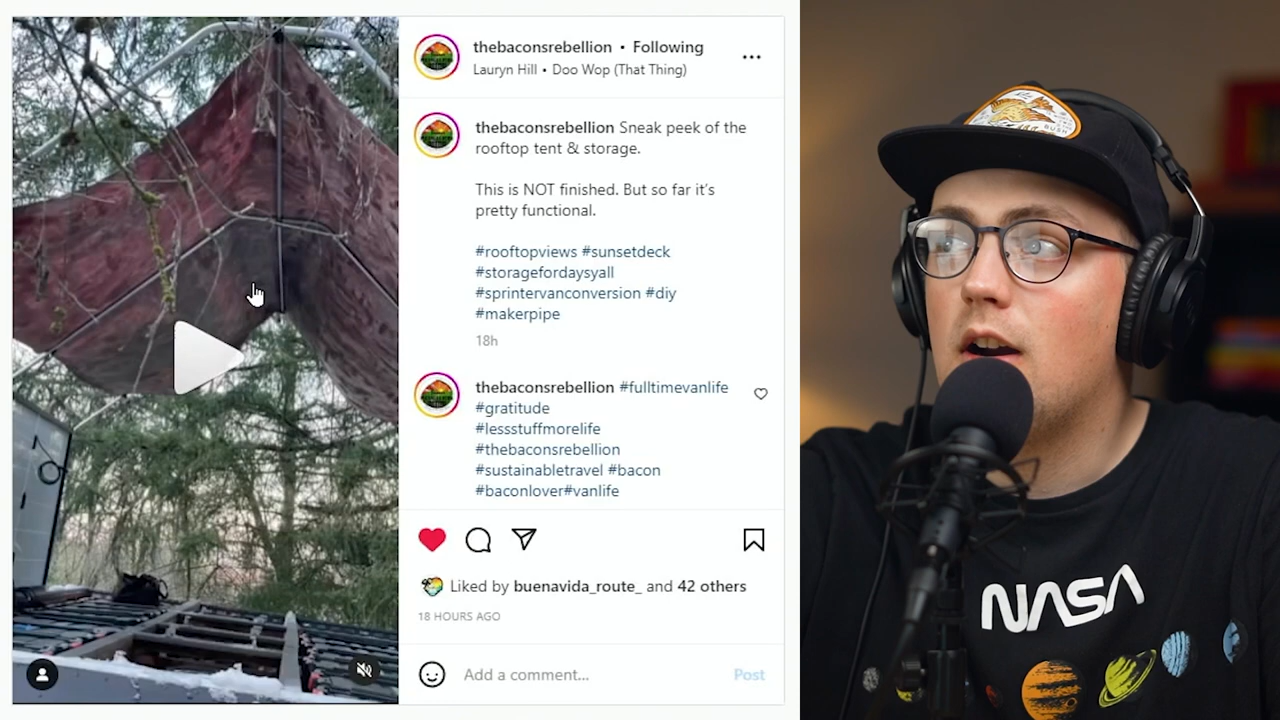 thebaconsrebellion • Following
Lauryn Hill • Doo Wop (That Thing)
thebaconsrebellion Sneak peek of the
rooftop tent & storage.
This is NOT finished. But so far it's
pretty functional.
#rooftopviews #sunsetdeck
#storagefordaysyall
#sprintervanconversion #diy
#makerpipe
18h
thebaconsrebellion #fulltimevanlife
#gratitude
#lessstuffmorelife
#thebaconsrebellion
#sustainabletravel #bacon
#baconlover#vanlife
Liked by buenavida_route_ and 42 others
18 HOURS AGO
Add a comment...
Post
NASA